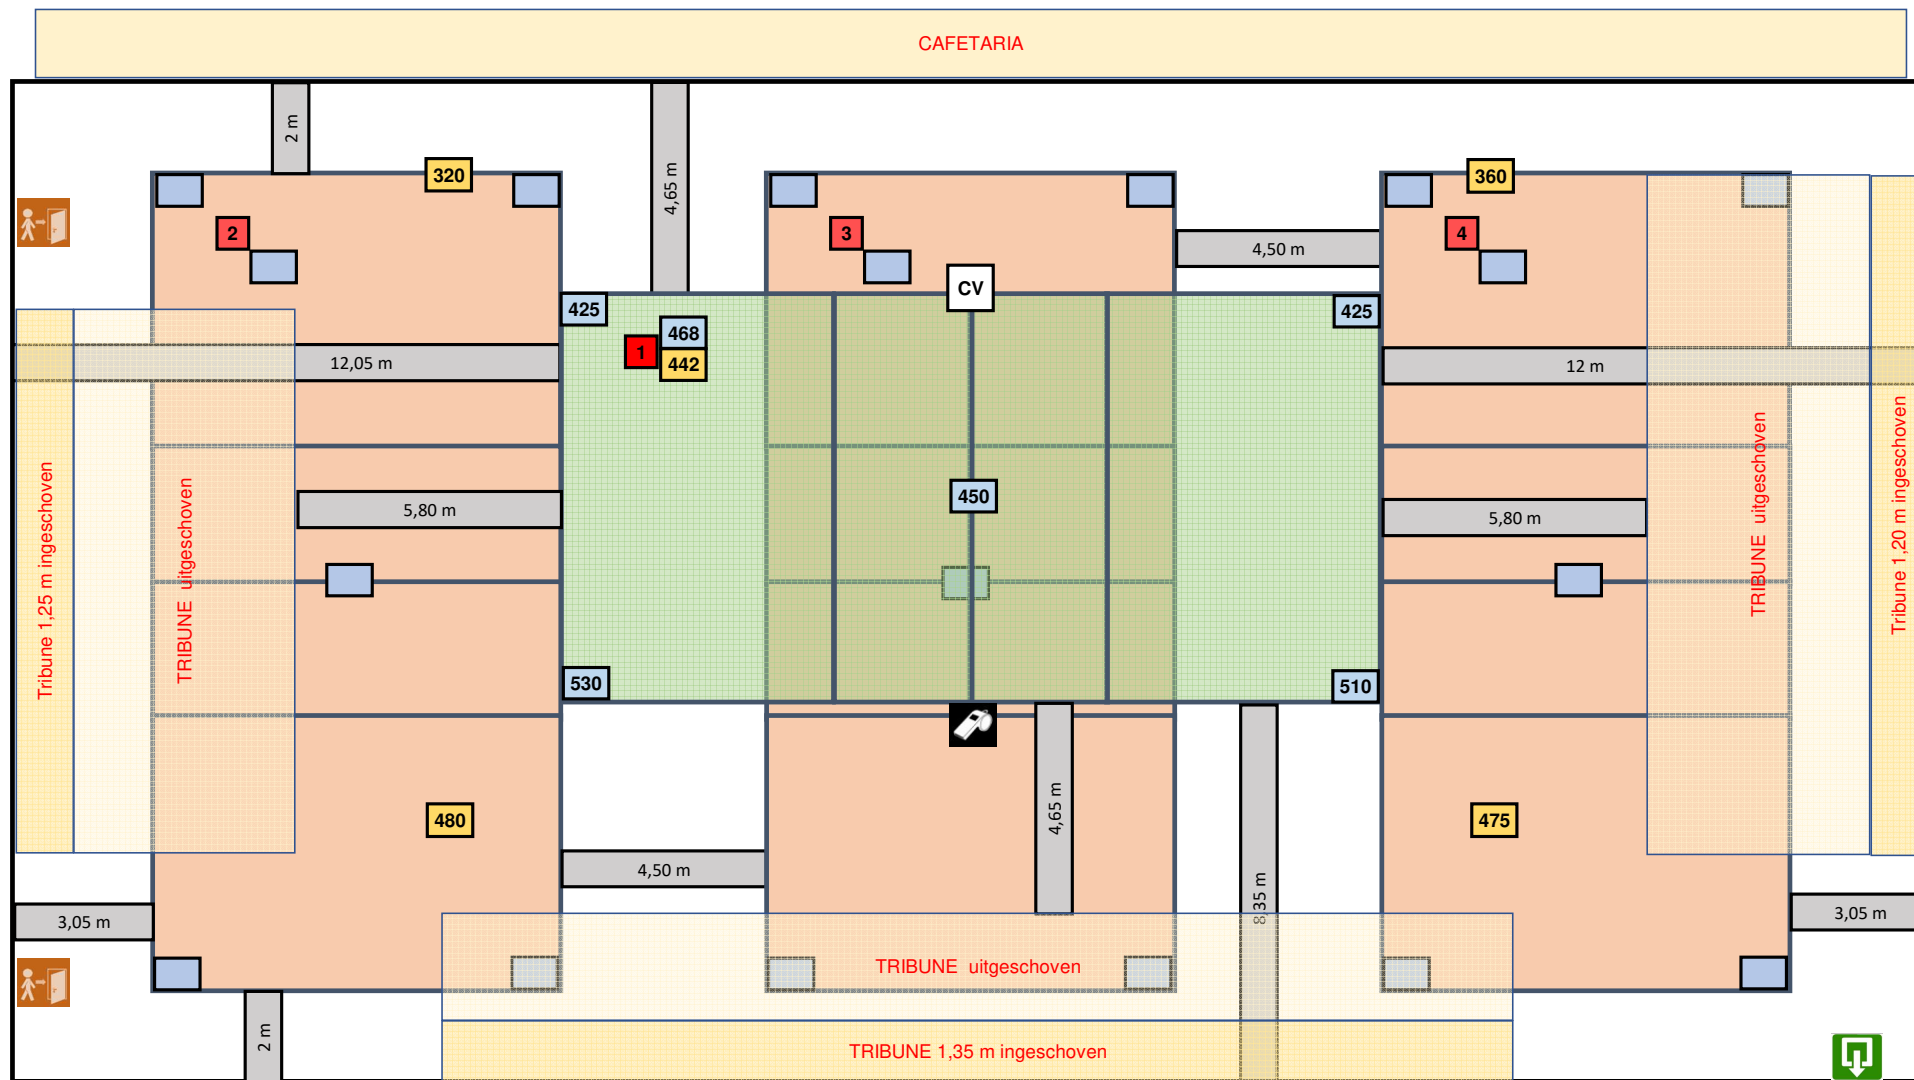 CAFETARIA
2 m
4,65 m
320
360
2
3
4
4,50 m
CV
425
425
468
1
442
12,05 m
12 m
450
5,80 m
5,80 m
Tribune 1,25 m ingeschoven
TRIBUNE uitgeschoven
TRIBUNE uitgeschoven
Tribune 1,20 m ingeschoven
530
510
480
475
4,65 m
8,35 m
4,50 m
3,05 m
3,05 m
TRIBUNE uitgeschoven
2 m
TRIBUNE 1,35 m ingeschoven